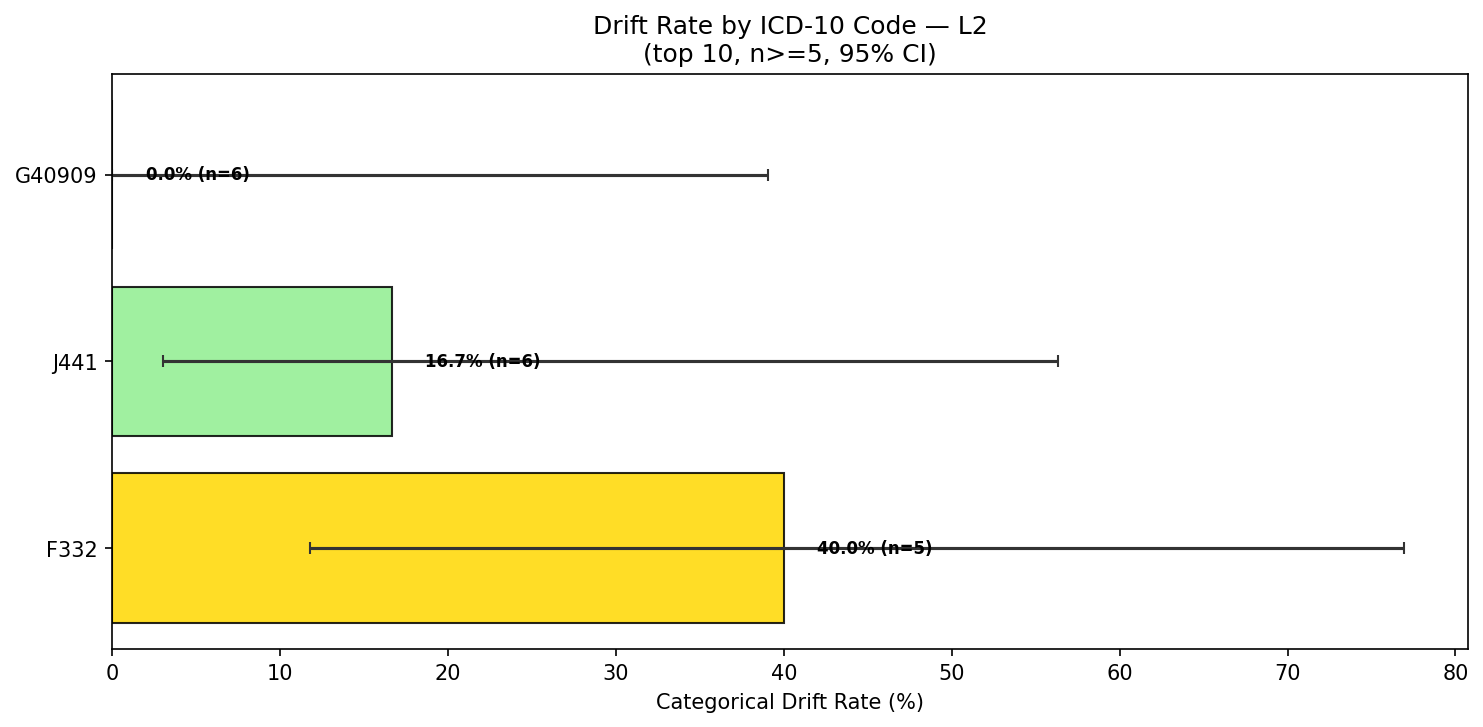 Drift Rate by ICD-10 Code — L2
(top 10, n>=5, 95% CI)
G40909
0.0% (n=6)
J441
16.7% (n=6)
F332
40.0% (n=5)
0 10 20 30 40 50 60 70 80
Categorical Drift Rate (%)